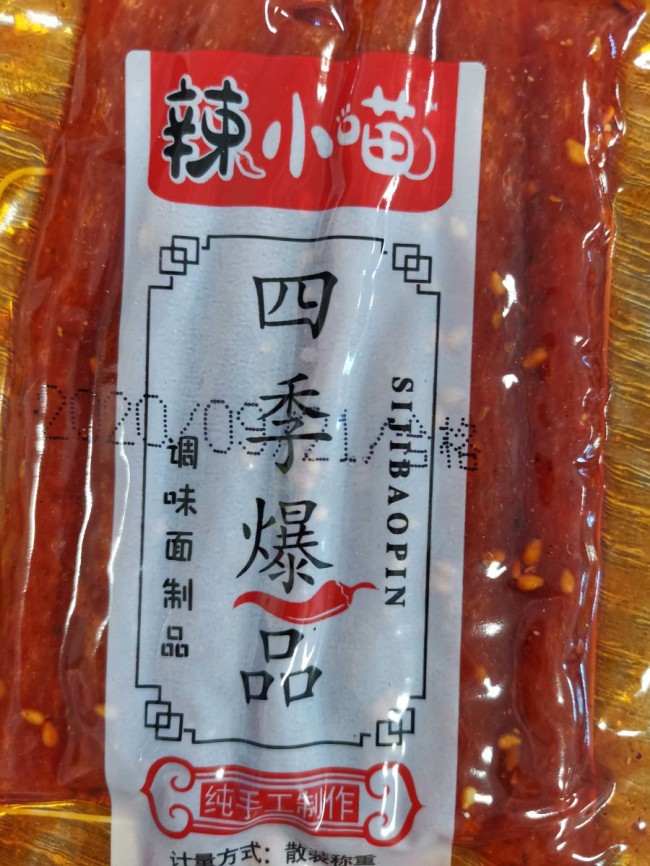 辣小喵
四季爆品
SIJIBAOPIN
调味面制品
2020/09/21/合格
纯手工制作
计量方式：散装称重